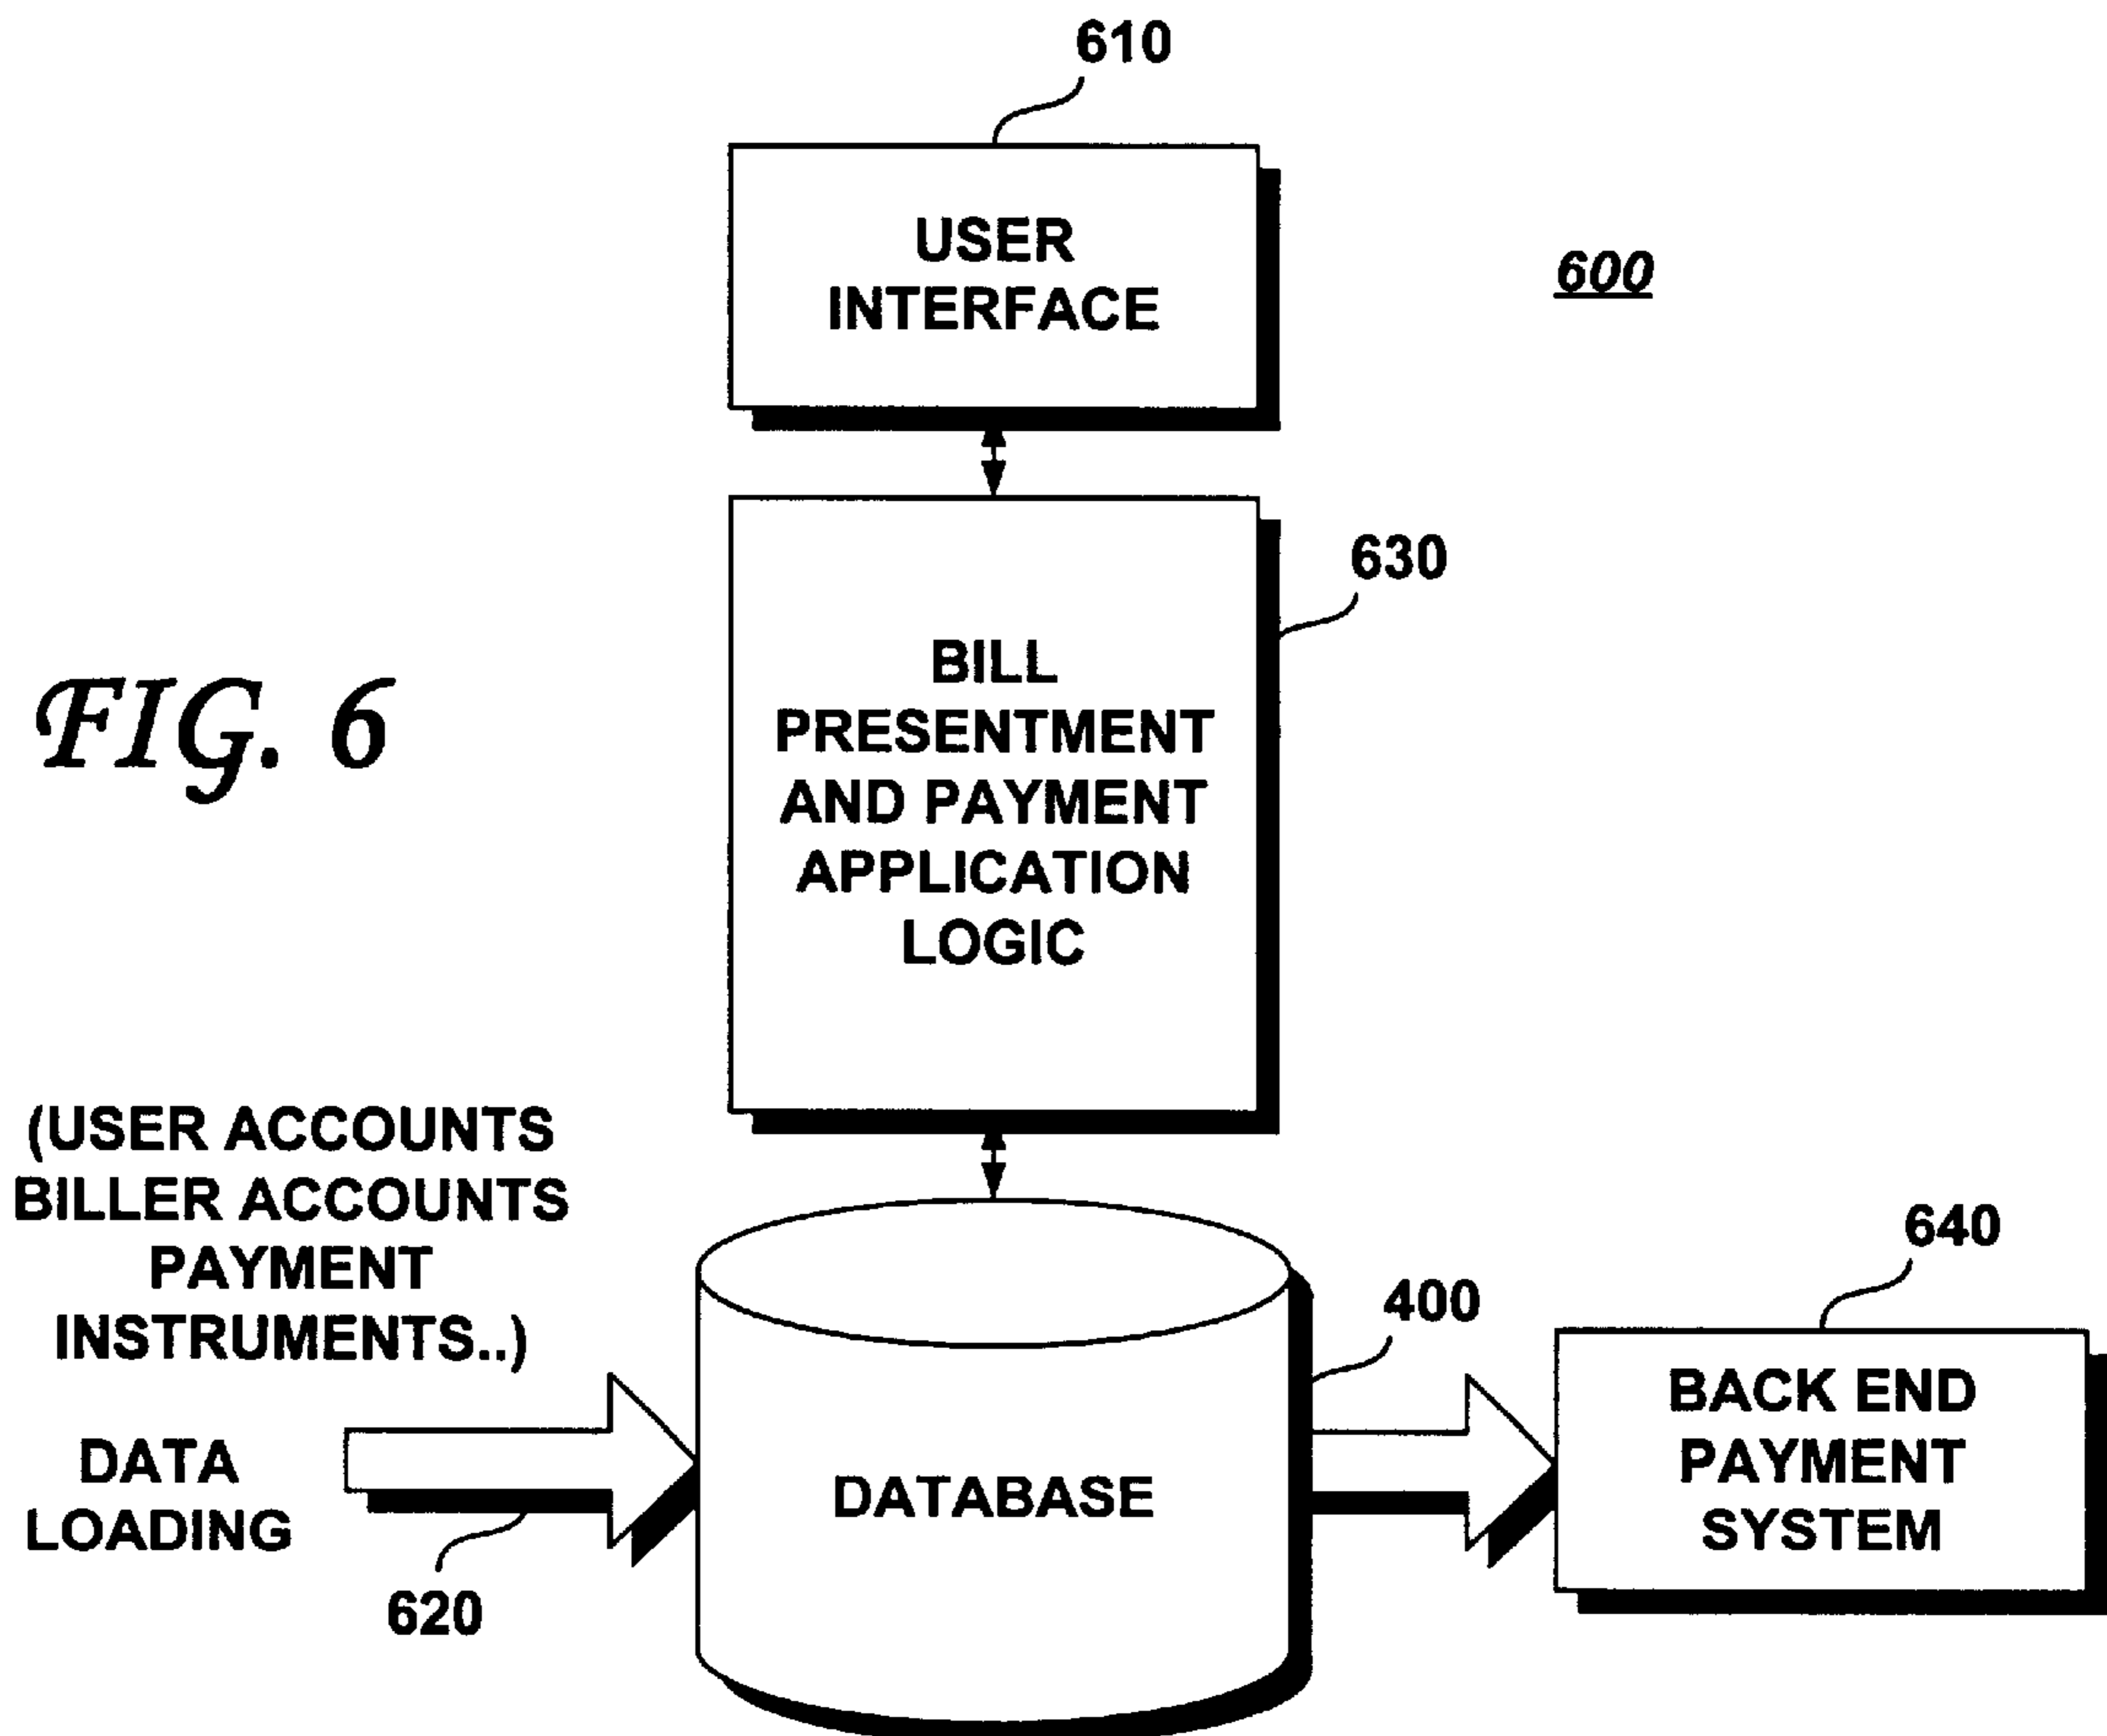 610
USER
INTERFACE
600
630
BILL
PRESENTMENT
AND PAYMENT
APPLICATION
LOGIC
FIG. 6
(USER ACCOUNTS
BILLER ACCOUNTS
PAYMENT
INSTRUMENTS..)
DATA
LOADING
620
DATABASE
400
640
BACK END
PAYMENT
SYSTEM